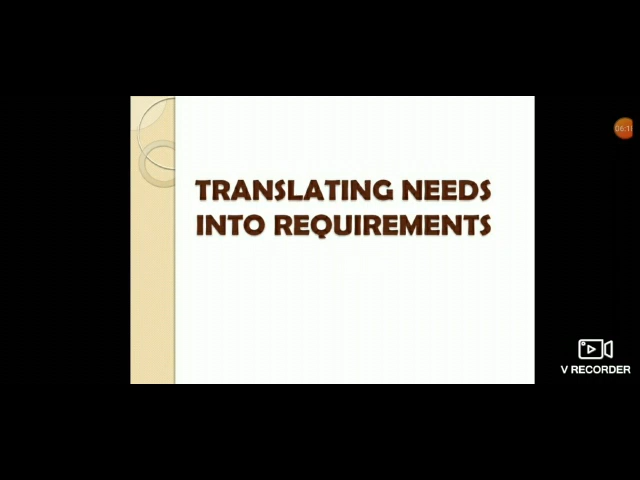 TRANSLATING NEEDS
INTO REQUIREMENTS
V RECORDER